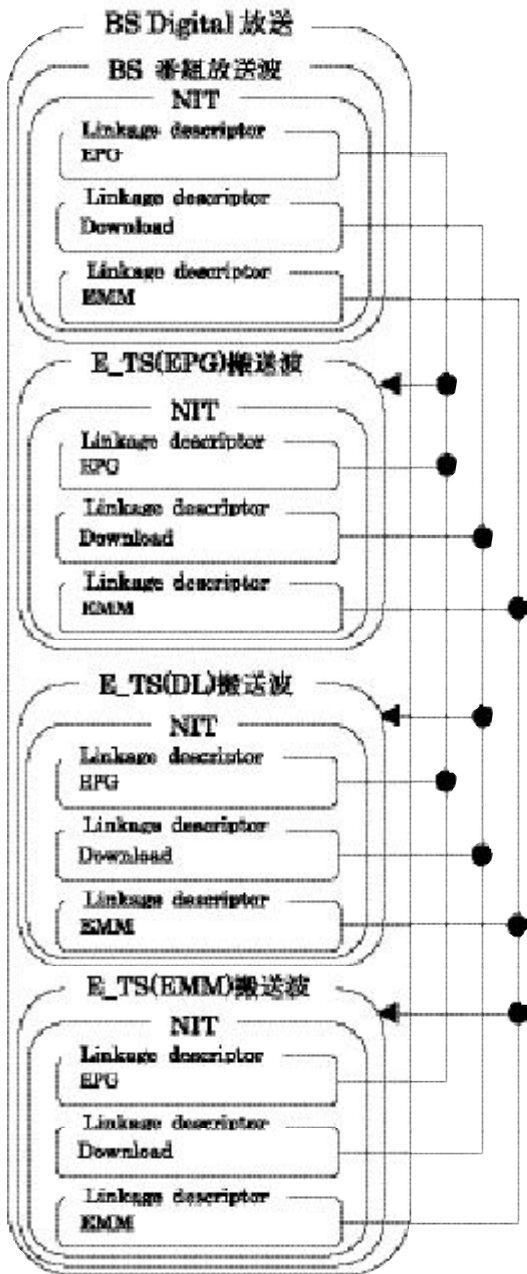 BS Digital 放送
BS 番組放送波
NIT
Linkage descriptor
EPG
Linkage descriptor
Download
Linkage descriptor
EMM
E_TS(EPG)搬送波
NIT
Linkage descriptor
EPG
Linkage descriptor
Download
Linkage descriptor
EMM
E_TS(DL)搬送波
NIT
Linkage descriptor
EPG
Linkage descriptor
Download
Linkage descriptor
EMM
E_TS(EMM)搬送波
NIT
Linkage descriptor
EPG
Linkage descriptor
Download
Linkage descriptor
EMM